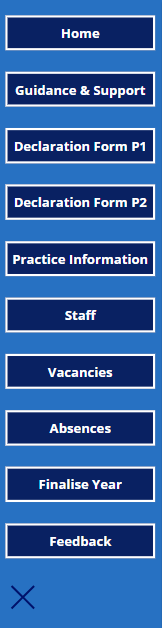 Home
Guidance & Support
Declaration Form P1
Declaration Form P2
Practice Information
Staff
Vacancies
Absences
Finalise Year
Feedback